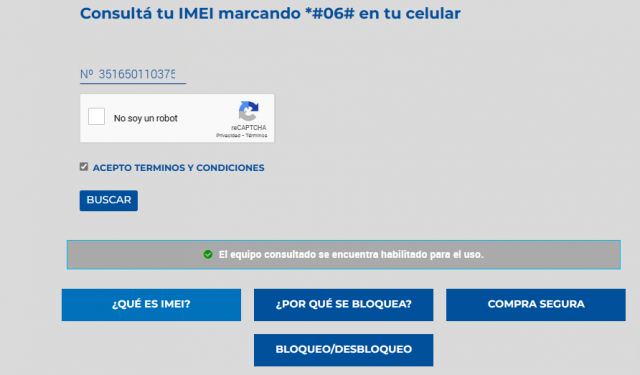 Consultá tu IMEI marcando *#06# en tu celular
Nº 351650110375
No soy un robot
reCAPTCHA
Privacidad - Términos
ACEPTO TERMINOS Y CONDICIONES
BUSCAR
El equipo consultado se encuentra habilitado para el uso.
¿QUÉ ES IMEI?
¿POR QUÉ SE BLOQUEA?
COMPRA SEGURA
BLOQUEO/DESBLOQUEO